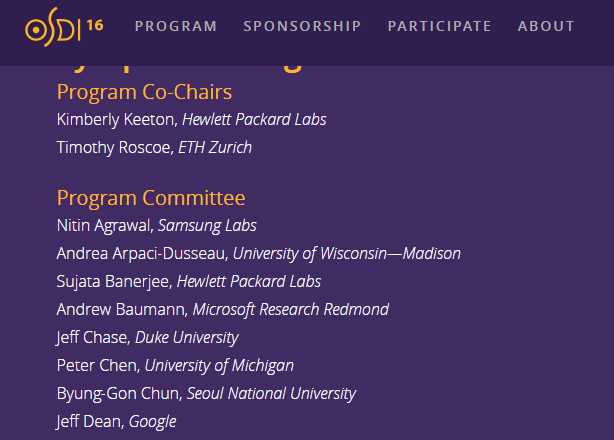 OSDI 16 PROGRAM SPONSORSHIP PARTICIPATE ABOUT
Program Co-Chairs
Kimberly Keeton, Hewlett Packard Labs
Timothy Roscoe, ETH Zurich
Program Committee
Nitin Agrawal, Samsung Labs
Andrea Arpaci-Dusseau, University of Wisconsin—Madison
Sujata Banerjee, Hewlett Packard Labs
Andrew Baumann, Microsoft Research Redmond
Jeff Chase, Duke University
Peter Chen, University of Michigan
Byung-Gon Chun, Seoul National University
Jeff Dean, Google